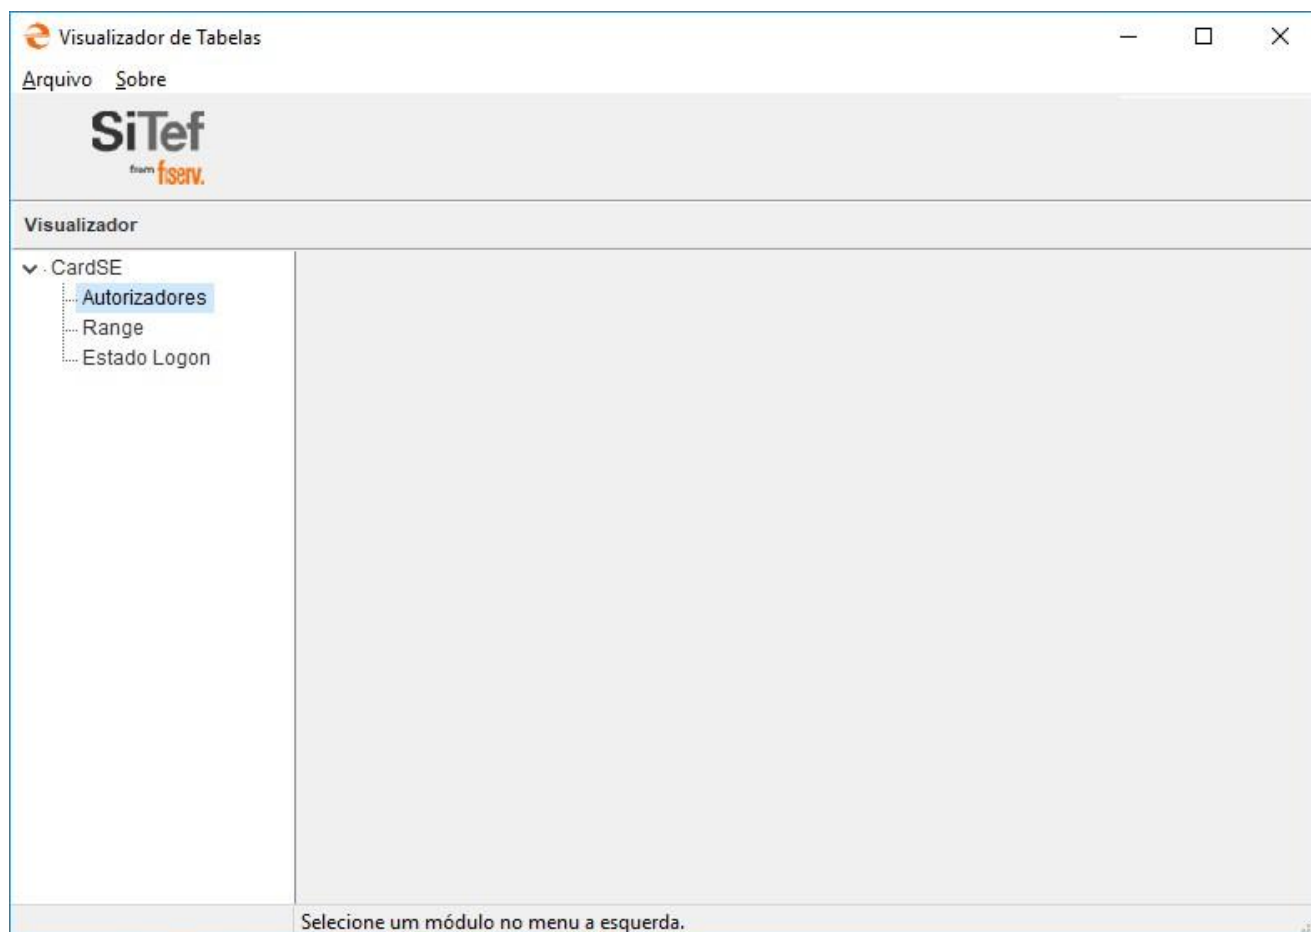 Visualizador de Tabelas
Arquivo Sobre
SiTef
from fiserv.
Visualizador
CardSE
Autorizadores
Range
Estado Logon
Selecione um módulo no menu a esquerda.